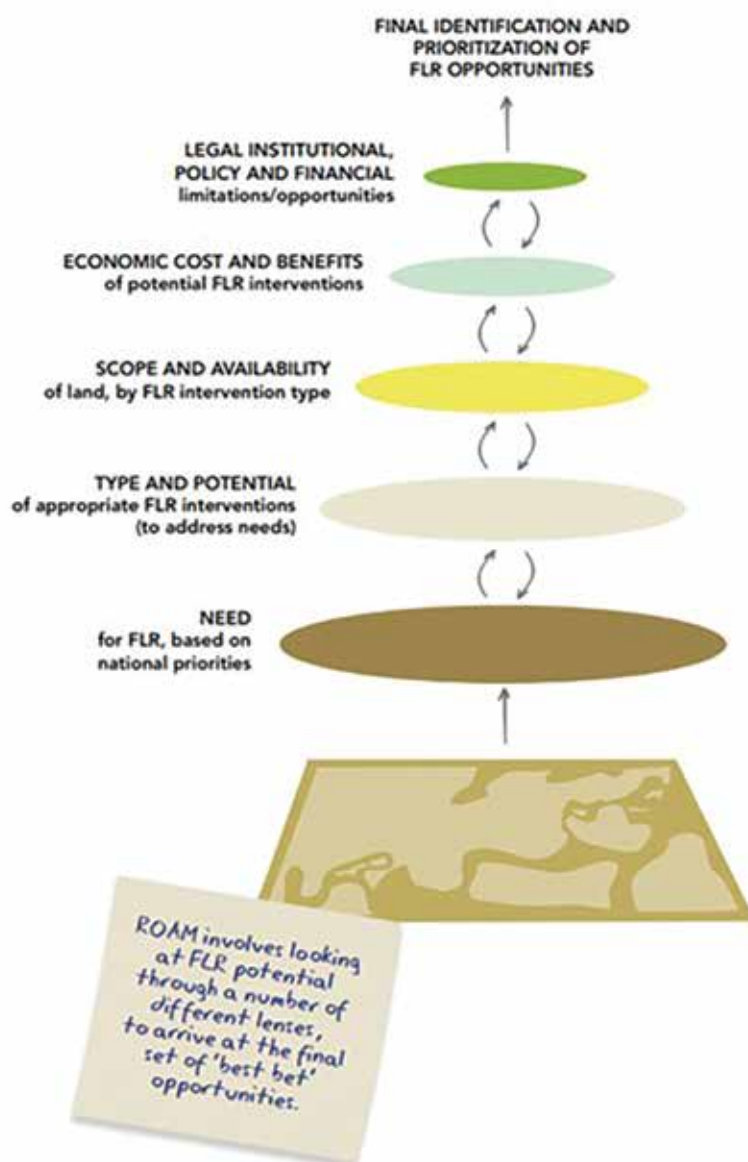 FINAL IDENTIFICATION AND
PRIORITIZATION OF
FLR OPPORTUNITIES
LEGAL INSTITUTIONAL,
POLICY AND FINANCIAL
limitations/opportunities
ECONOMIC COST AND BENEFITS
of potential FLR interventions
SCOPE AND AVAILABILITY
of land, by FLR intervention type
TYPE AND POTENTIAL
of appropriate FLR interventions
(to address needs)
NEED
for FLR, based on
national priorities
ROAM involves looking
at FLR potential
through a number of
different lenses,
to arrive at the final
set of 'best bet'
opportunities.